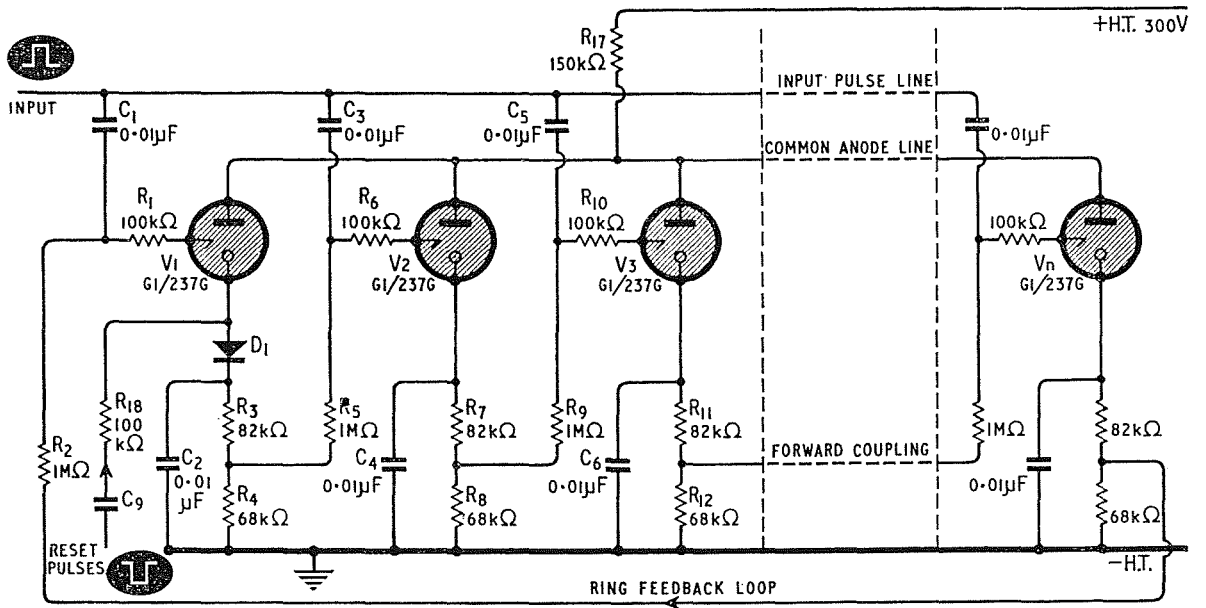 +H.T. 300V
R17
150kΩ
INPUT
INPUT PULSE LINE
C1
0·01µF
C3
0·01µF
C5
0·01µF
0·01µF
COMMON ANODE LINE
R1
100kΩ
R6
100kΩ
R10
100kΩ
100kΩ
V1
G1/237G
V2
G1/237G
V3
G1/237G
Vn
G1/237G
D1
R18
100
kΩ
R3
82kΩ
R5
1MΩ
R7
82kΩ
R9
1MΩ
R11
82kΩ
1MΩ
82kΩ
R2
1MΩ
C2
0·01
µF
C4
0·01µF
C6
0·01µF
FORWARD COUPLING
0·01µF
C9
R4
68kΩ
R8
68kΩ
R12
68kΩ
68kΩ
RESET
PULSES
−H.T.
RING FEEDBACK LOOP